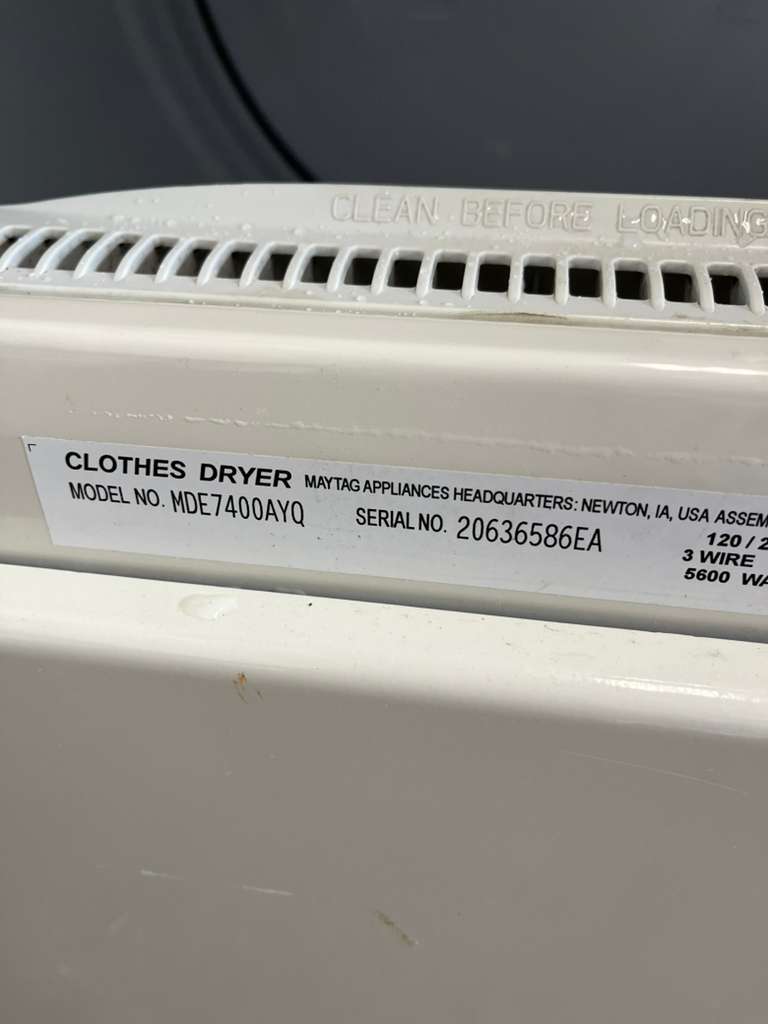 CLEAN BEFORE LOADING
CLOTHES DRYER MAYTAG APPLIANCES HEADQUARTERS: NEWTON, IA, USA
MODEL NO. MDE7400AYQ SERIAL NO. 20636586EA
3 WIRE
5600